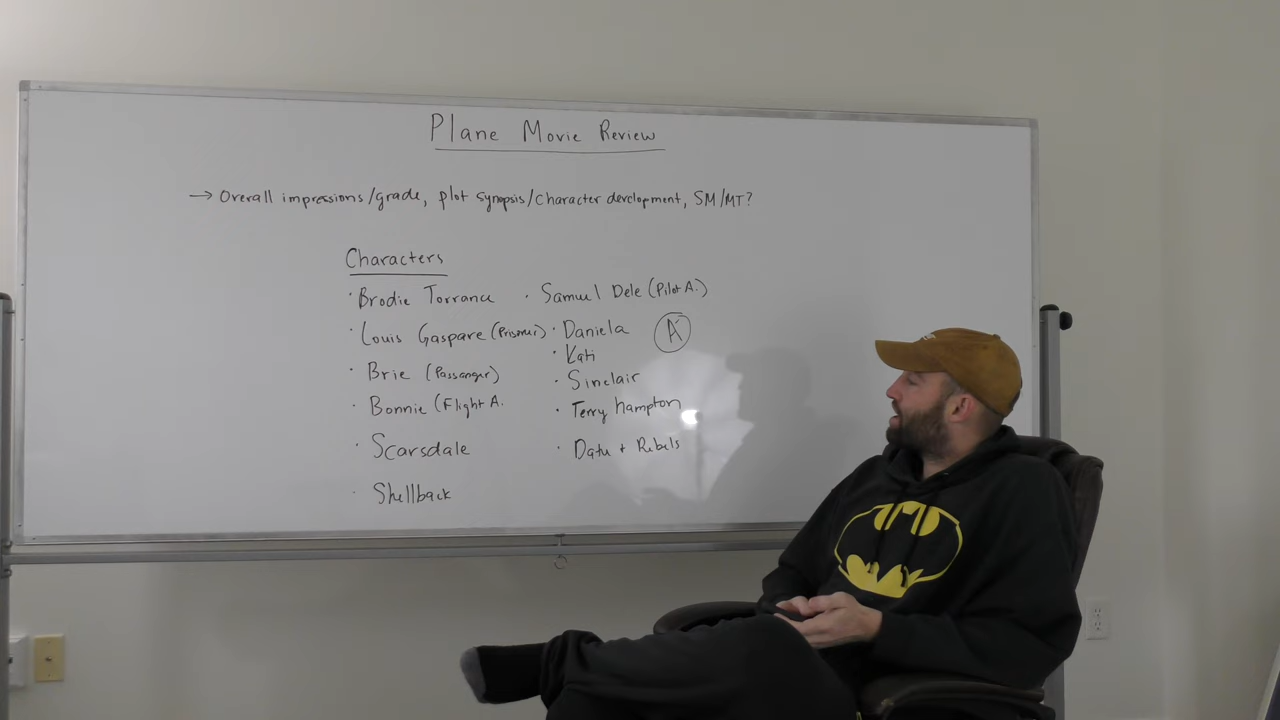 Plane Movie Review
→ Overall impressions/grade, plot synopsis/character development, SM/MT?
Characters
· Brodie Torrance
· Louis Gaspare (Prisoner)
· Brie (Passanger)
· Bonnie (Flight A.
· Scarsdale
· Shellback
· Samuel Dele (Pilot A.)
· Daniela
A
· Kati
· Sinclair
· Terry Hampton
· Datu + Rebels